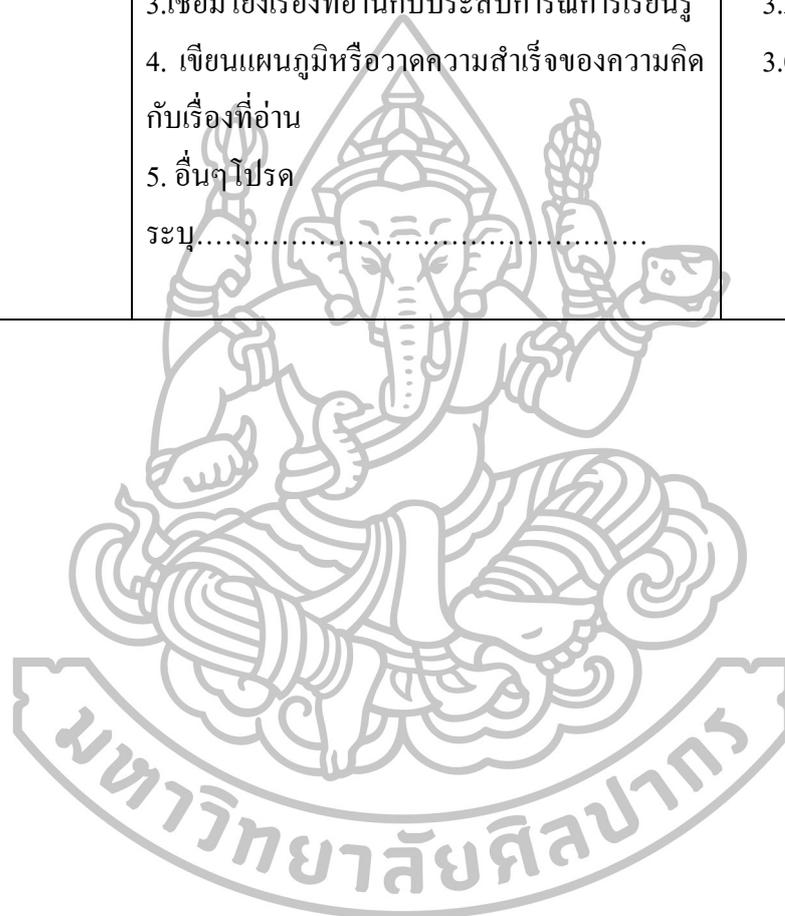 3.เชื่อมโยงเรื่องที่อ่านกับประสบการณ์การเรียนรู้
4. เขียนแผนภูมิหรือวาดความสำเร็จของความคิด
กับเรื่องที่อ่าน
5. อื่นๆโปรด
ระบุ………………………………………………
3.
3.
มหาวิทยาลัยศิลปากร